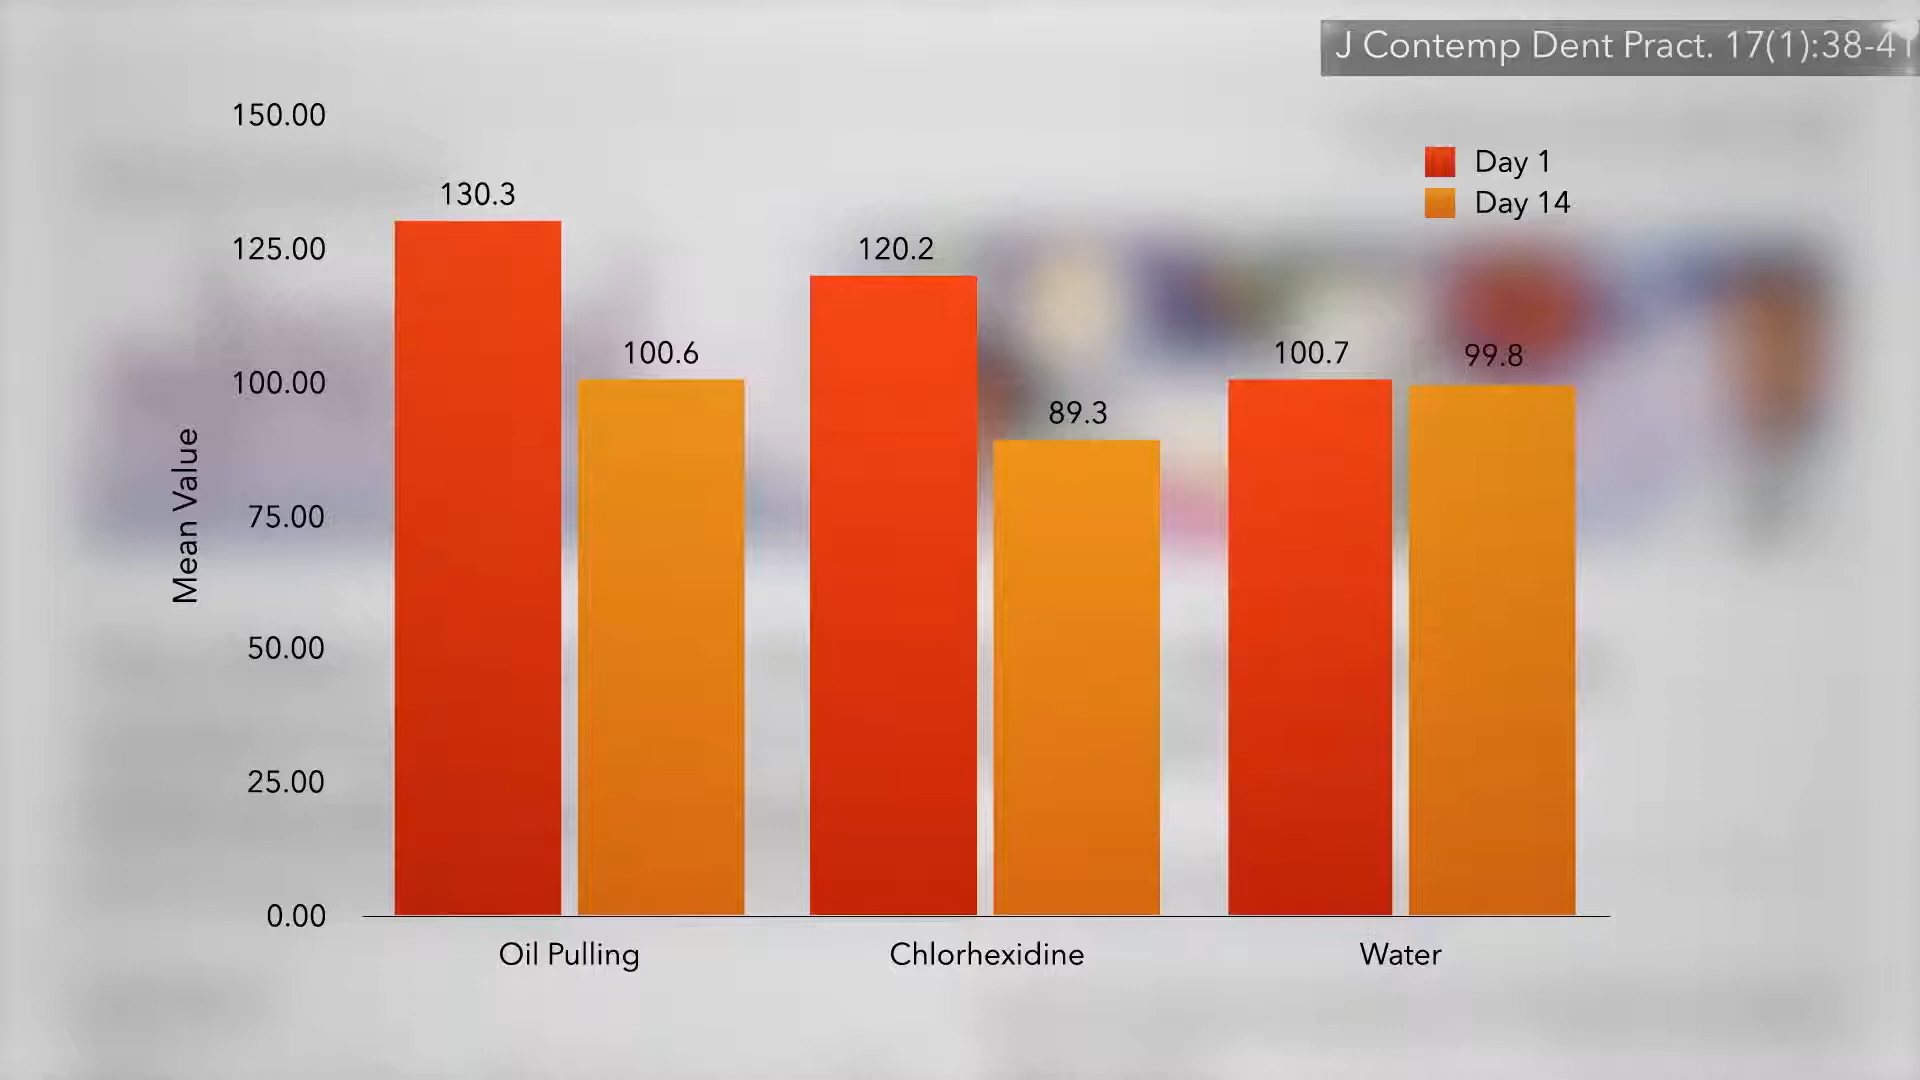 J Contemp Dent Pract. 17(1):38-41
150.00
125.00
100.00
75.00
50.00
25.00
0.00
Mean Value
Day 1
Day 14
130.3
100.6
120.2
89.3
100.7
99.8
Oil Pulling
Chlorhexidine
Water